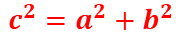 c² = a² + b²